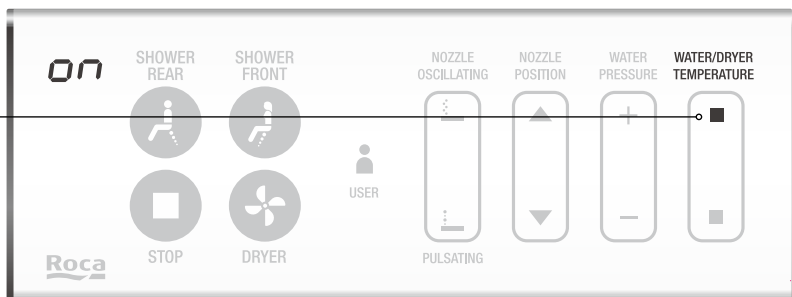 on
SHOWER
REAR
SHOWER
FRONT
STOP
DRYER
USER
NOZZLE
OSCILLATING
PULSATING
NOZZLE
POSITION
WATER
PRESSURE
WATER/DRYER
TEMPERATURE
Roca